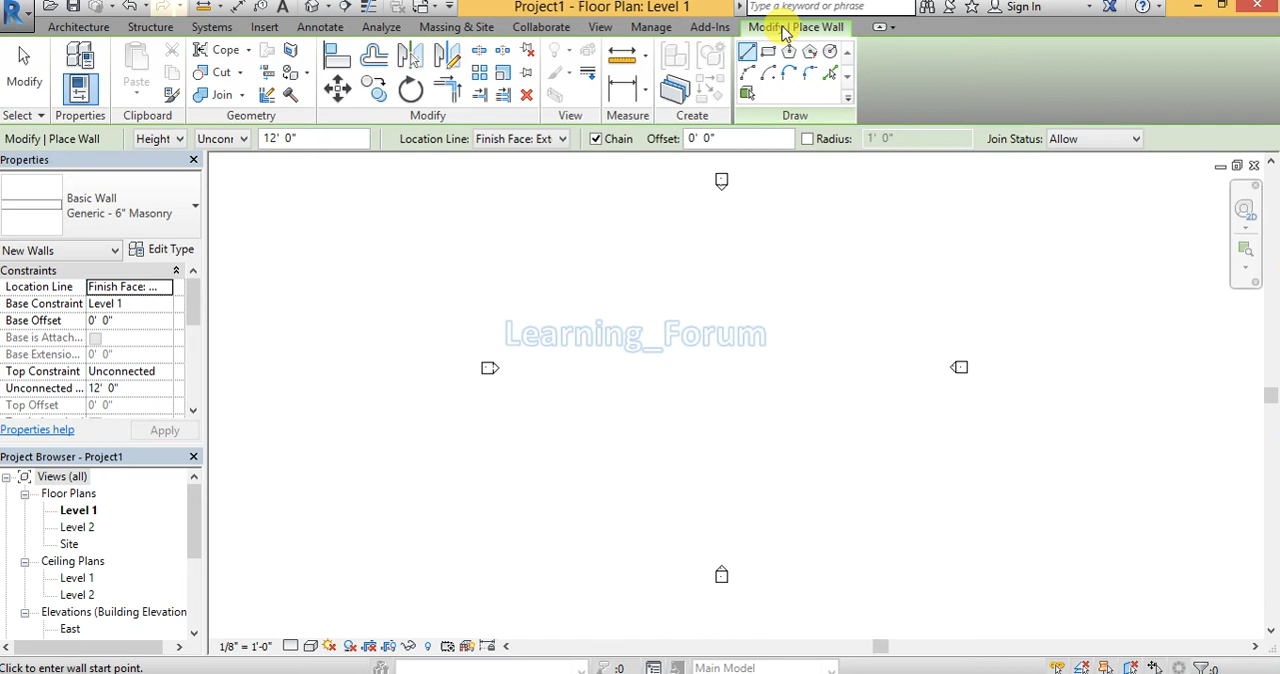 Project1 - Floor Plan: Level 1
Type a keyword or phrase
Sign In
Architecture Structure Systems Insert Annotate Analyze Massing & Site Collaborate View Manage Add-Ins Modify | Place Wall
Modify
Paste
Cope
Cut
Join
Select Properties Clipboard Geometry Modify View Measure Create Draw
Modify | Place Wall Height Unconn 12' 0" Location Line: Finish Face: Ext Chain Offset: 0' 0" Radius: 1' 0" Join Status: Allow
Properties
Basic Wall
Generic - 6" Masonry
New Walls Edit Type
Constraints
Location Line Finish Face: ...
Base Constraint Level 1
Base Offset 0' 0"
Base is Attach...
Base Extensio... 0' 0"
Top Constraint Unconnected
Unconnected ... 12' 0"
Top Offset 0' 0"
Properties help Apply
Project Browser - Project1
Views (all)
Floor Plans
Level 1
Level 2
Site
Ceiling Plans
Level 1
Level 2
Elevations (Building Elevation
East
Learning_Forum
2D
1/8" = 1'-0"
Click to enter wall start point.
:0
Main Model
:0